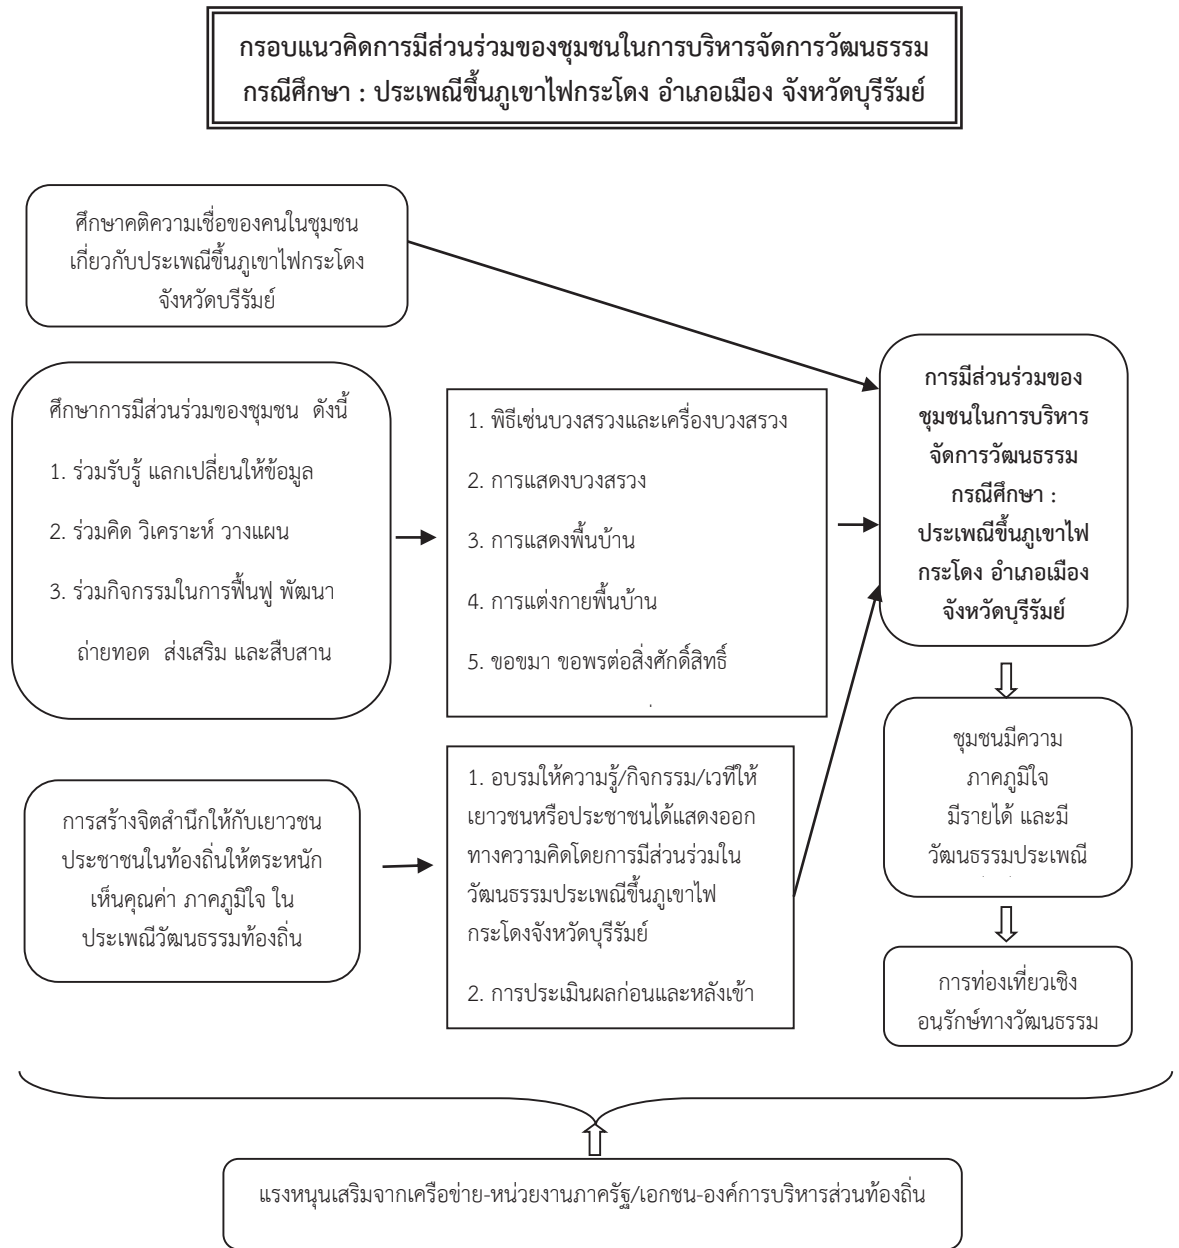 กรอบแนวคิดการมีส่วนร่วมของชุมชนในการบริหารจัดการวัฒนธรรม
กรณีศึกษา : ประเพณีขึ้นภูเขาไฟกระโดง อำเภอเมือง จังหวัดบุรีรัมย์
ศึกษาคติความเชื่อของคนในชุมชน
เกี่ยวกับประเพณีขึ้นภูเขาไฟกระโดง
จังหวัดบรีรัมย์
ศึกษาการมีส่วนร่วมของชุมชน ดังนี้
1. ร่วมรับรู้ แลกเปลี่ยนให้ข้อมูล
2. ร่วมคิด วิเคราะห์ วางแผน
3. ร่วมกิจกรรมในการฟื้นฟู พัฒนา
ถ่ายทอด ส่งเสริม และสืบสาน
1. พิธีเซ่นบวงสรวงและเครื่องบวงสรวง
2. การแสดงบวงสรวง
3. การแสดงพื้นบ้าน
4. การแต่งกายพื้นบ้าน
5. ขอขมา ขอพรต่อสิ่งศักดิ์สิทธิ์
การมีส่วนร่วมของ
ชุมชนในการบริหาร
จัดการวัฒนธรรม
กรณีศึกษา :
ประเพณีขึ้นภูเขาไฟ
กระโดง อำเภอเมือง
จังหวัดบุรีรัมย์
การสร้างจิตสำนึกให้กับเยาวชน
ประชาชนในท้องถิ่นให้ตระหนัก
เห็นคุณค่า ภาคภูมิใจ ใน
ประเพณีวัฒนธรรมท้องถิ่น
1. อบรมให้ความรู้/กิจกรรม/เวทีให้
เยาวชนหรือประชาชนได้แสดงออก
ทางความคิดโดยการมีส่วนร่วมใน
วัฒนธรรมประเพณีขึ้นภูเขาไฟ
กระโดงจังหวัดบุรีรัมย์
2. การประเมินผลก่อนและหลังเข้า
ชุมชนมีความ
ภาคภูมิใจ
มีรายได้ และมี
วัฒนธรรมประเพณี
การท่องเที่ยวเชิง
อนุรักษ์ทางวัฒนธรรม
แรงหนุนเสริมจากเครือข่าย-หน่วยงานภาครัฐ/เอกชน-องค์การบริหารส่วนท้องถิ่น